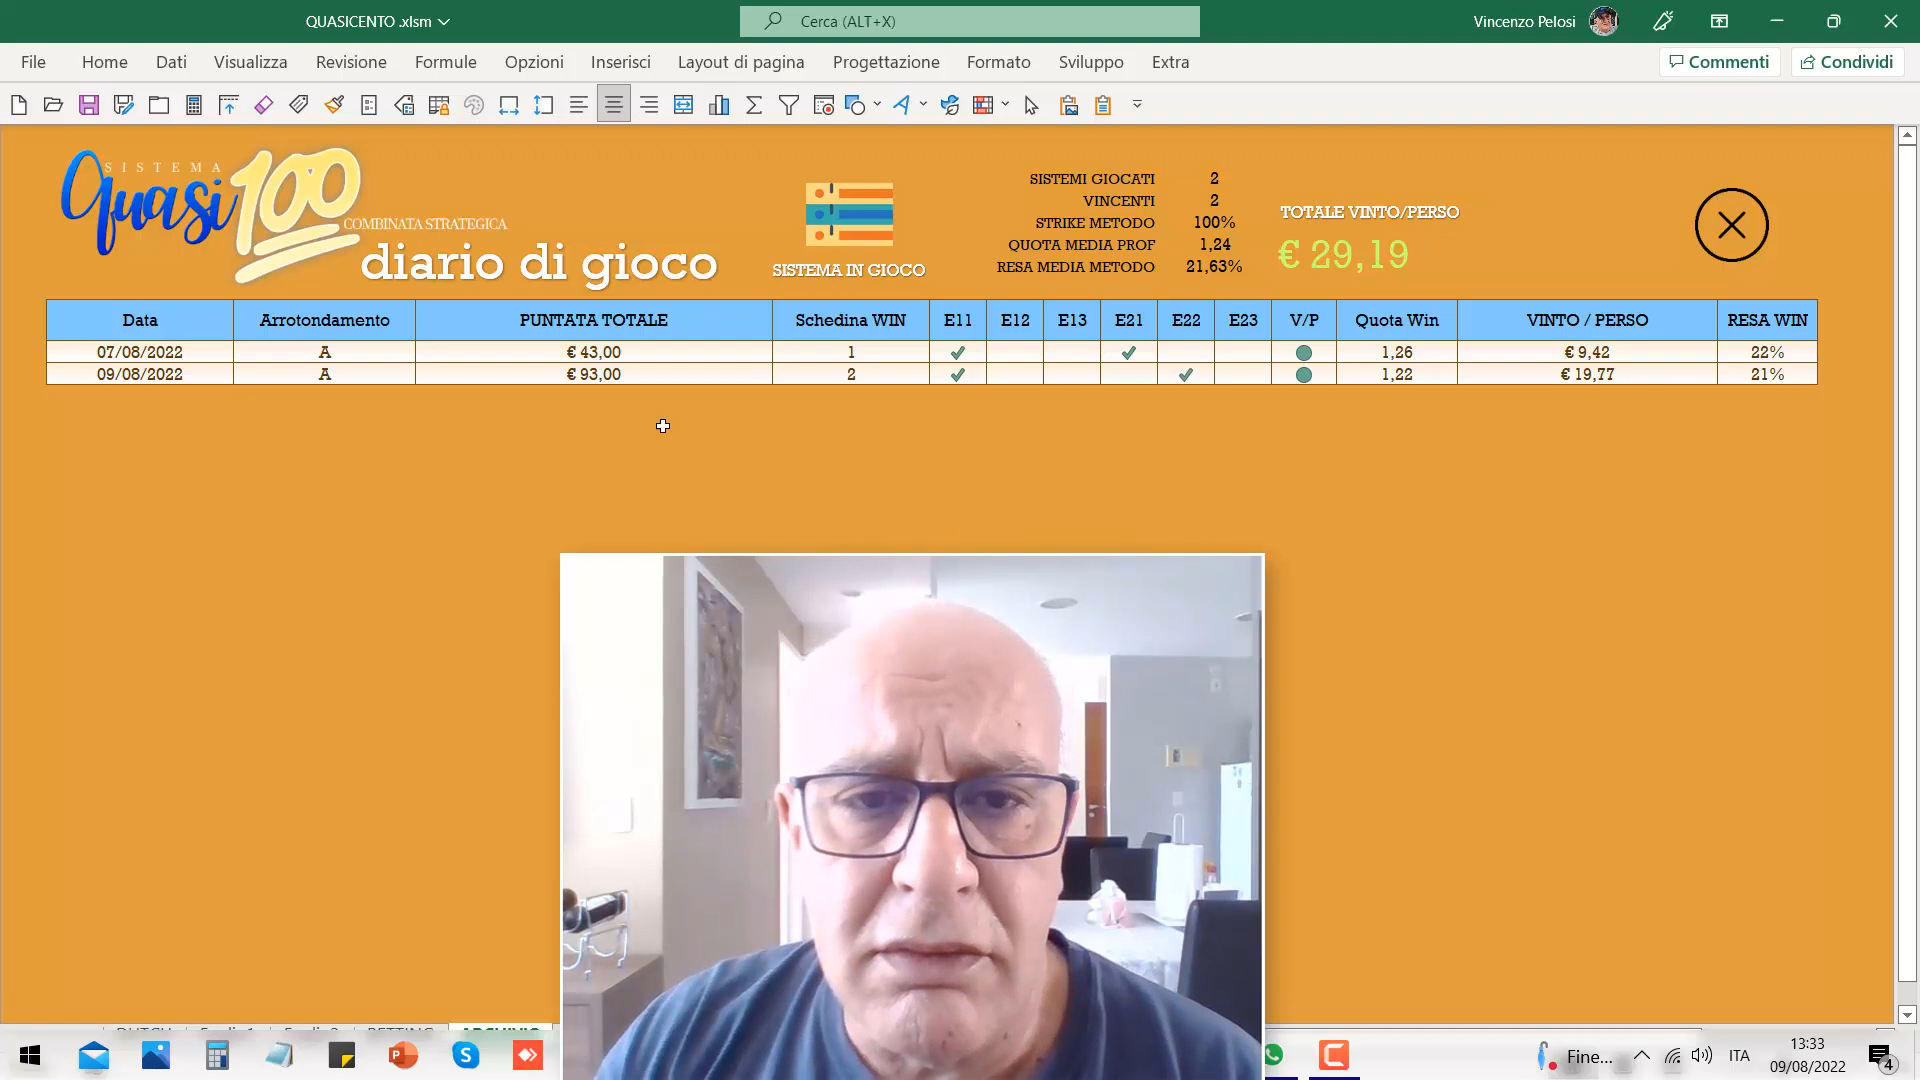 QUASICENTO .xlsm
Cerca (ALT+X)
Vincenzo Pelosi
File Home Dati Visualizza Revisione Formule Opzioni Inserisci Layout di pagina Progettazione Formato Sviluppo Extra Commenti Condividi
SISTEMA
Quasi 100
COMBINATA STRATEGICA
diario di gioco
SISTEMA IN GIOCO
SISTEMI GIOCATI 2
VINCENTI 2
STRIKE METODO 100%
QUOTA MEDIA PROF 1,24
RESA MEDIA METODO 21,63%
TOTALE VINTO/PERSO
€ 29,19
Data Arrotondamento PUNTATA TOTALE Schedina WIN E11 E12 E13 E21 E22 E23 V/P Quota Win VINTO / PERSO RESA WIN
07/08/2022 A € 43,00 1 ✓ ✓ 1,26 € 9,42 22%
09/08/2022 A € 93,00 2 ✓ ✓ 1,22 € 19,77 21%
ARCHIVIO
Fine...
ITA
13:33
09/08/2022
4